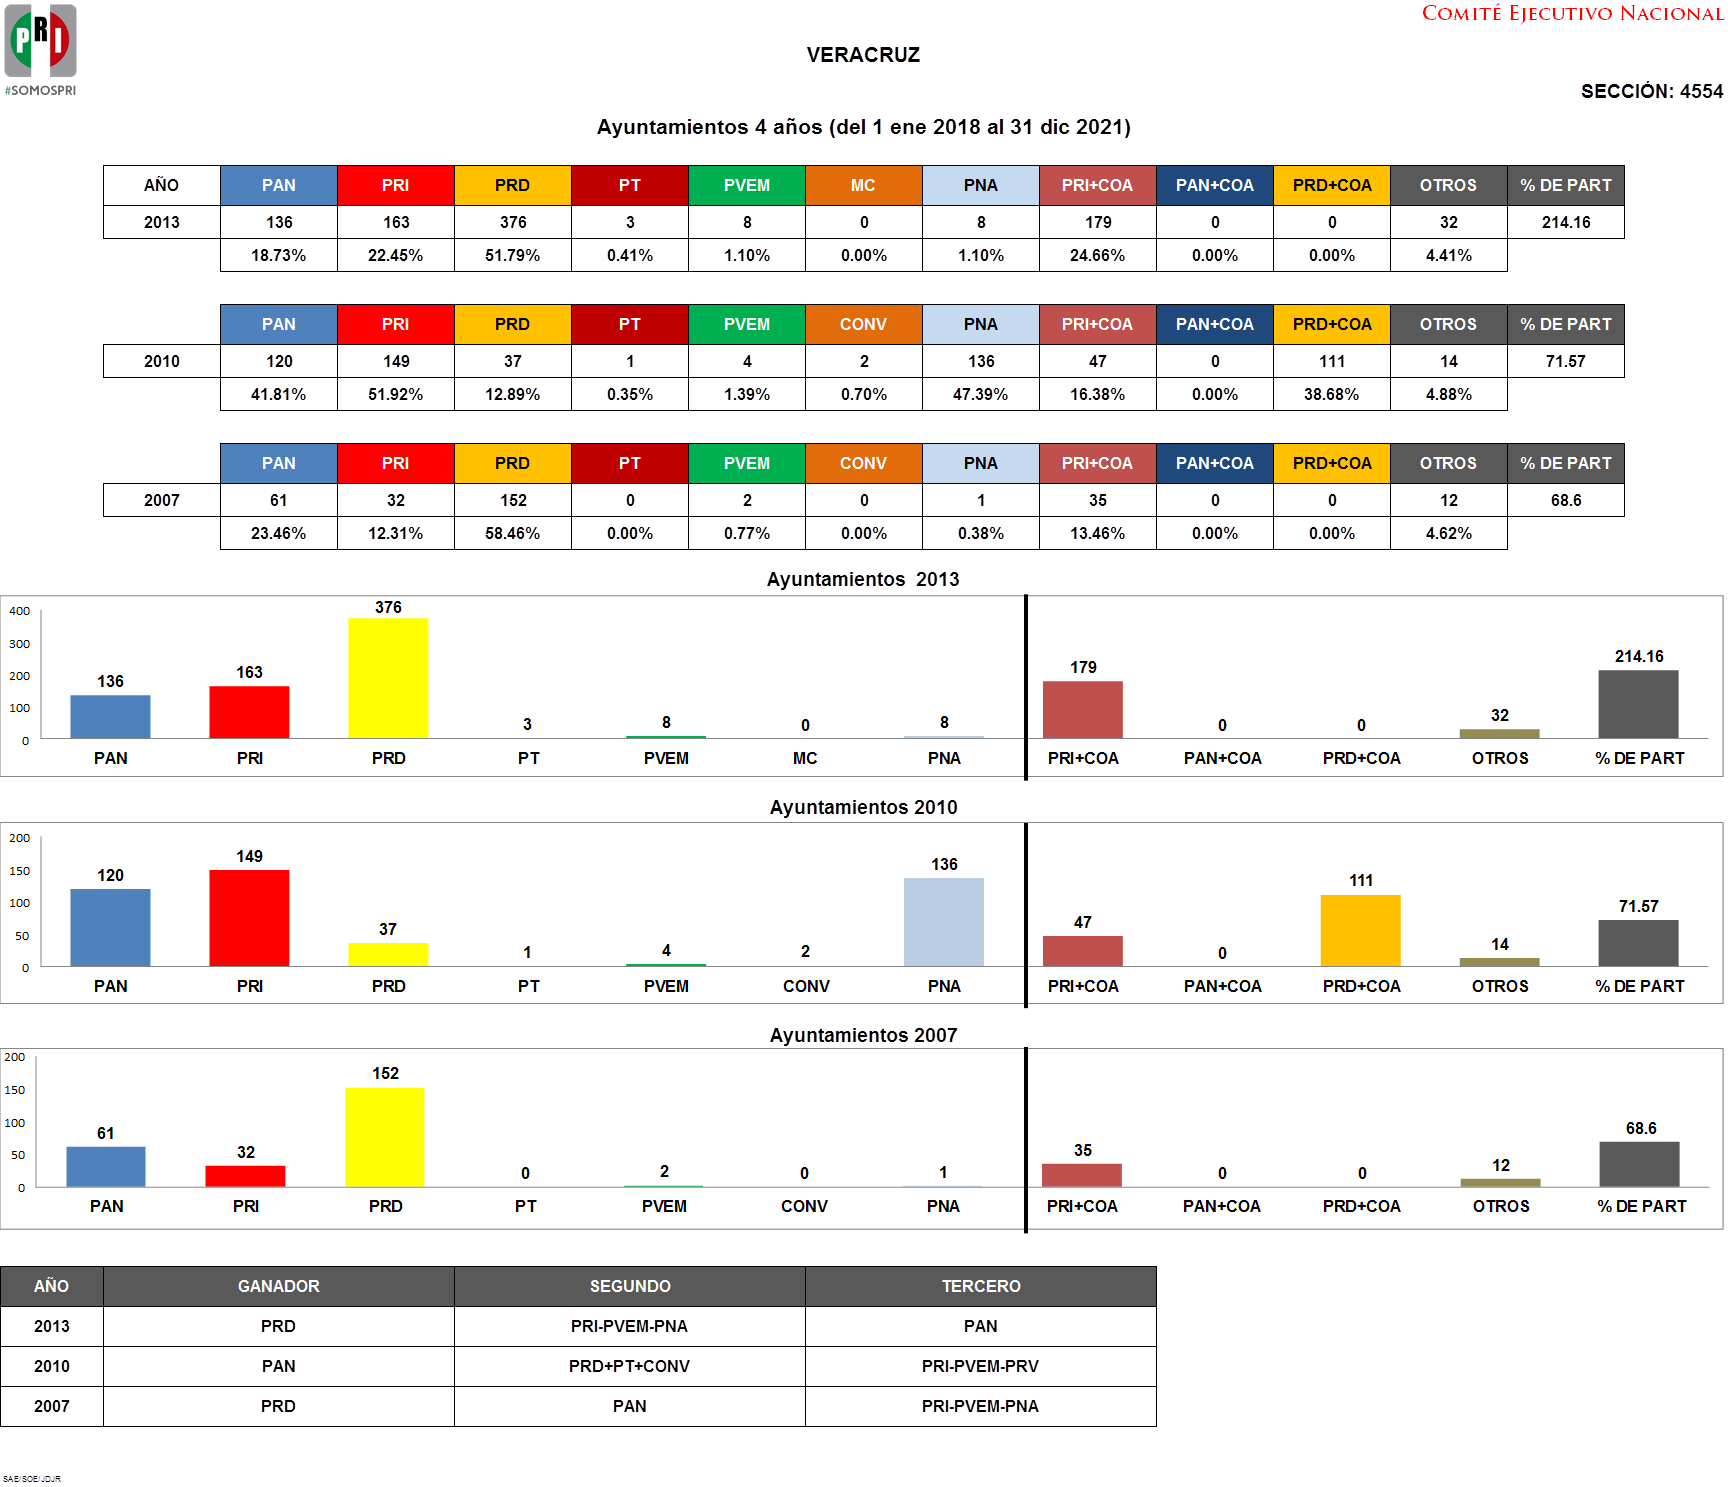 PRI
#SOMOSPRI
COMITÉ EJECUTIVO NACIONAL
VERACRUZ
SECCIÓN: 4554
Ayuntamientos 4 años (del 1 ene 2018 al 31 dic 2021)
AÑO PAN PRI PRD PT PVEM MC PNA PRI+COA PAN+COA PRD+COA OTROS % DE PART
2013 136 163 376 3 8 0 8 179 0 0 32 214.16
18.73% 22.45% 51.79% 0.41% 1.10% 0.00% 1.10% 24.66% 0.00% 0.00% 4.41%
PAN PRI PRD PT PVEM CONV PNA PRI+COA PAN+COA PRD+COA OTROS % DE PART
2010 120 149 37 1 4 2 136 47 0 111 14 71.57
41.81% 51.92% 12.89% 0.35% 1.39% 0.70% 47.39% 16.38% 0.00% 38.68% 4.88%
PAN PRI PRD PT PVEM CONV PNA PRI+COA PAN+COA PRD+COA OTROS % DE PART
2007 61 32 152 0 2 0 1 35 0 0 12 68.6
23.46% 12.31% 58.46% 0.00% 0.77% 0.00% 0.38% 13.46% 0.00% 0.00% 4.62%
Ayuntamientos 2013
400
300
200
100
0
136 163 376 3 8 0 8 179 0 0 32 214.16
PAN PRI PRD PT PVEM MC PNA PRI+COA PAN+COA PRD+COA OTROS % DE PART
Ayuntamientos 2010
200
150
100
50
0
120 149 37 1 4 2 136 47 0 111 14 71.57
PAN PRI PRD PT PVEM CONV PNA PRI+COA PAN+COA PRD+COA OTROS % DE PART
Ayuntamientos 2007
200
150
100
50
0
61 32 152 0 2 0 1 35 0 0 12 68.6
PAN PRI PRD PT PVEM CONV PNA PRI+COA PAN+COA PRD+COA OTROS % DE PART
AÑO GANADOR SEGUNDO TERCERO
2013 PRD PRI-PVEM-PNA PAN
2010 PAN PRD+PT+CONV PRI-PVEM-PRV
2007 PRD PAN PRI-PVEM-PNA
SAE/SOE/JDJR